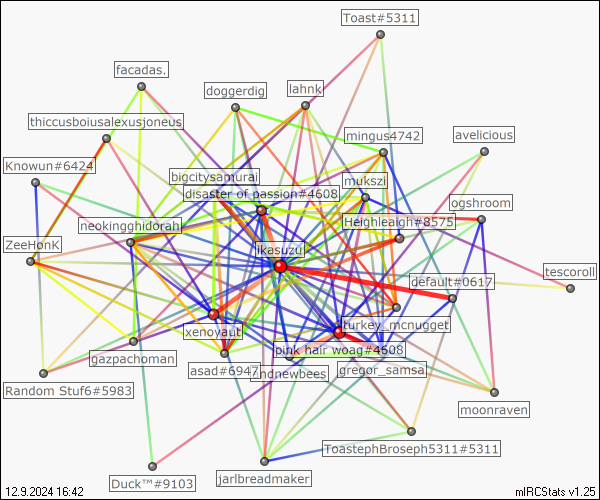 Toast#5311
facadas.
doggerdig
lahnk
thiccusboiusalexusjoneus
mingus4742
avelicious
Knowun#6424
bigcitysamurai
mukszi
disaster of passion#4608
ogshroom
neokingghidorah
Heighleagh#8575
ZeeHonK
ikasuzu
tescoroll
default#0617
xenoyaut
turkey_mcnugget
gazpachoman
pink hair woag#4608
asad#6947
andnewbees
gregor_samsa
Random Stuf6#5983
moonraven
ToastephBroseph5311#5311
Duck™#9103
jarlbreadmaker
12.9.2024 16:42
mIRCStats v1.25